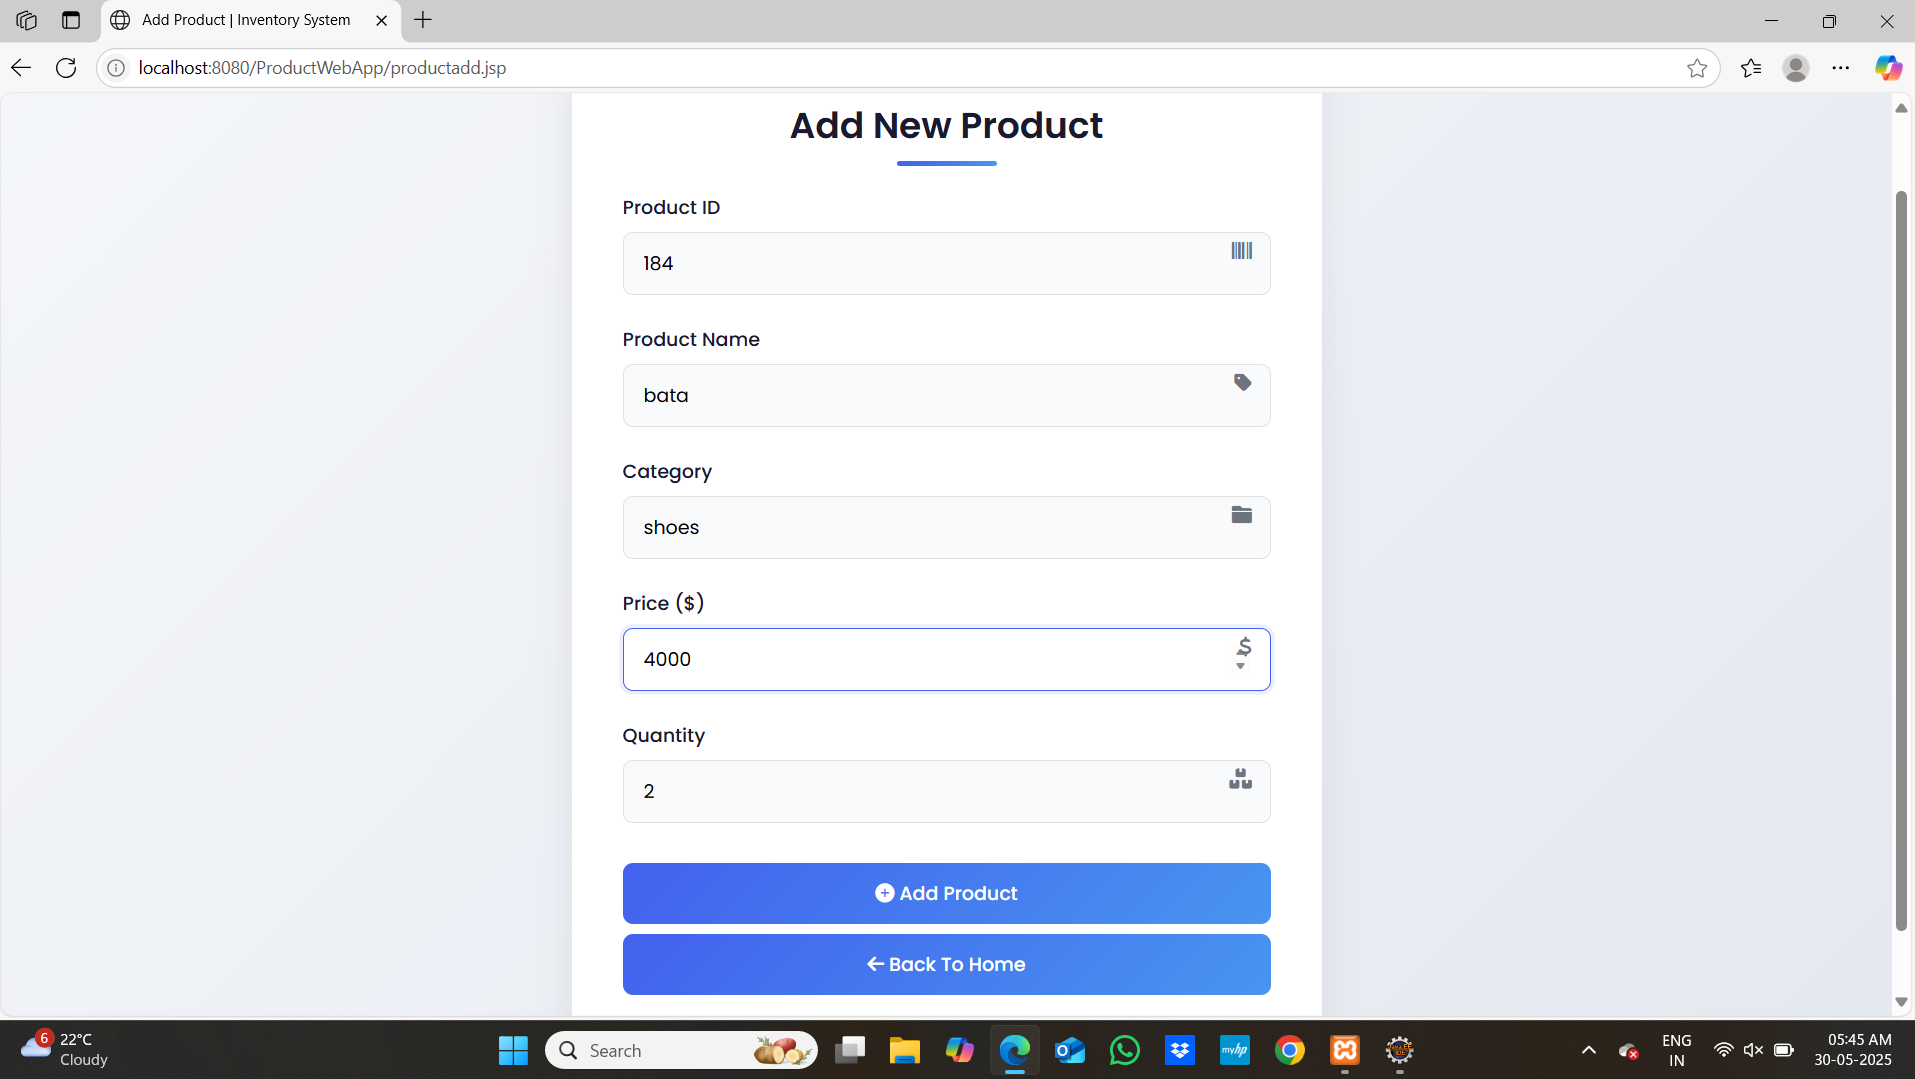 Add Product | Inventory System
localhost:8080/ProductWebApp/productadd.jsp
Add New Product
Product ID
184
Product Name
bata
Category
shoes
Price ($)
4000
$
Quantity
2
Add Product
Back To Home
6
22°C
Cloudy
Search
myhp
ENG
IN
05:45 AM
30-05-2025